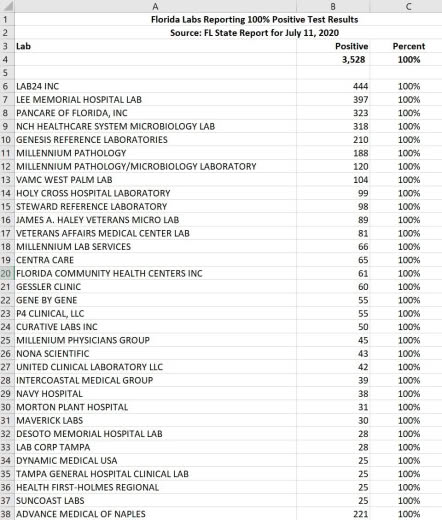 A B C
1 Florida Labs Reporting 100% Positive Test Results
2 Source: FL State Report for July 11, 2020
3 Lab Positive Percent
4 3,528 100%
5
6 LAB24 INC 444 100%
7 LEE MEMORIAL HOSPITAL LAB 397 100%
8 PANCARE OF FLORIDA, INC 323 100%
9 NCH HEALTHCARE SYSTEM MICROBIOLOGY LAB 318 100%
10 GENESIS REFERENCE LABORATORIES 210 100%
11 MILLENNIUM PATHOLOGY 188 100%
12 MILLENNIUM PATHOLOGY/MICROBIOLOGY LABORATORY 120 100%
13 VAMC WEST PALM LAB 104 100%
14 HOLY CROSS HOSPITAL LABORATORY 99 100%
15 STEWARD REFERENCE LABORATORY 98 100%
16 JAMES A. HALEY VETERANS MICRO LAB 89 100%
17 VETERANS AFFAIRS MEDICAL CENTER LAB 81 100%
18 MILLENNIUM LAB SERVICES 66 100%
19 CENTRA CARE 65 100%
20 FLORIDA COMMUNITY HEALTH CENTERS INC 61 100%
21 GESSLER CLINIC 60 100%
22 GENE BY GENE 55 100%
23 P4 CLINICAL, LLC 55 100%
24 CURATIVE LABS INC 50 100%
25 MILLENIUM PHYSICIANS GROUP 45 100%
26 NONA SCIENTIFIC 43 100%
27 UNITED CLINICAL LABORATORY LLC 42 100%
28 INTERCOASTAL MEDICAL GROUP 39 100%
29 NAVY HOSPITAL 38 100%
30 MORTON PLANT HOSPITAL 31 100%
31 MAVERICK LABS 30 100%
32 DESOTO MEMORIAL HOSPITAL LAB 28 100%
33 LAB CORP TAMPA 28 100%
34 DYNAMIC MEDICAL USA 25 100%
35 TAMPA GENERAL HOSPITAL CLINICAL LAB 25 100%
36 HEALTH FIRST-HOLMES REGIONAL 25 100%
37 SUNCOAST LABS 25 100%
38 ADVANCE MEDICAL OF NAPLES 221 100%